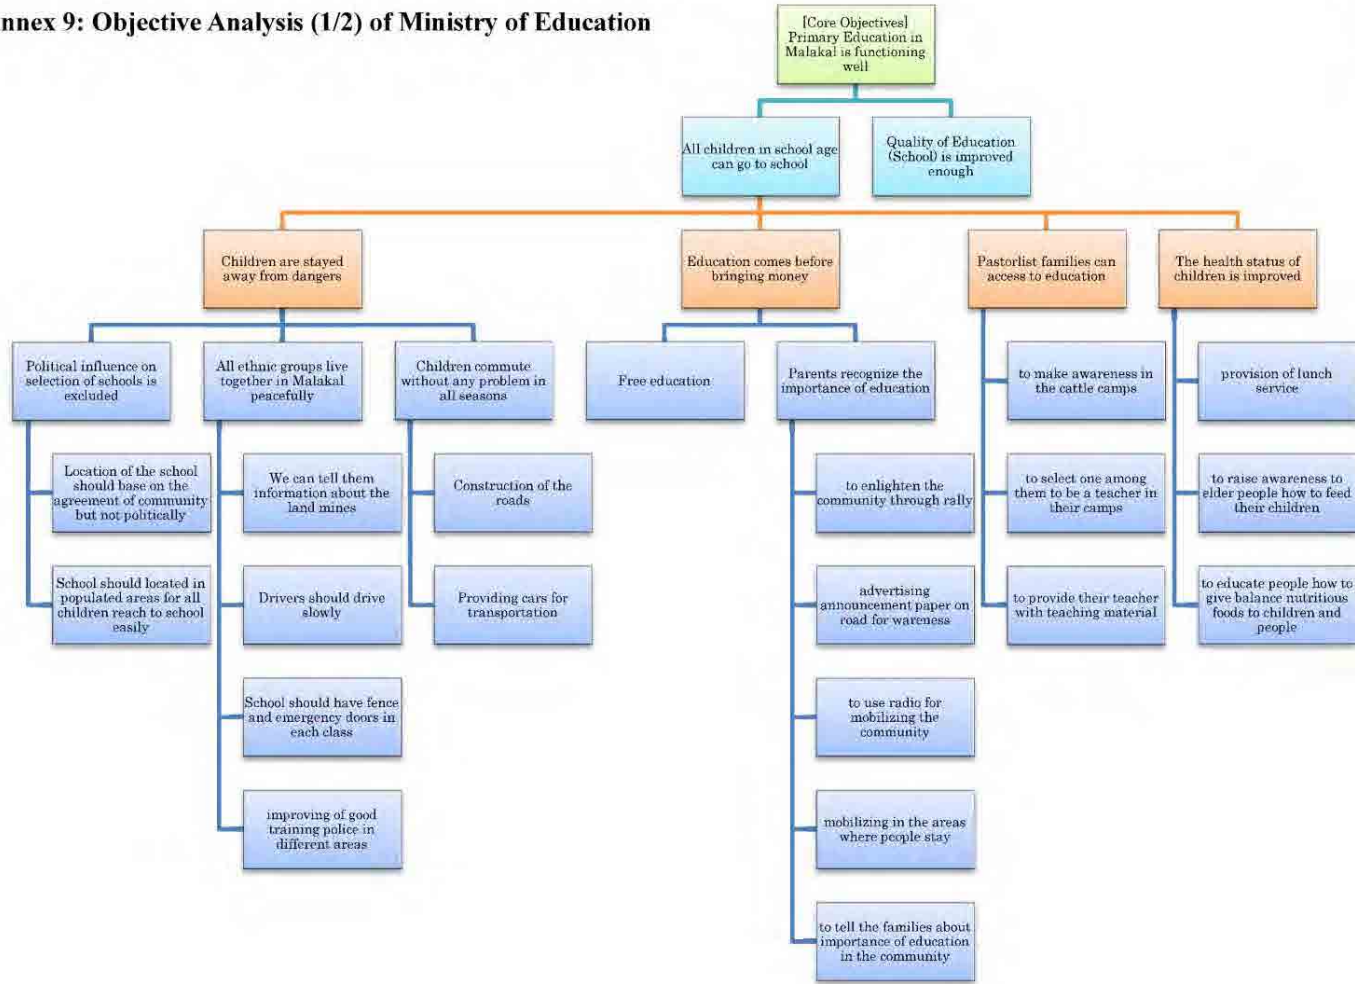 nnex 9: Objective Analysis (1/2) of Ministry of Education
[Core Objectives]
Primary Education in
Malakal is functioning
well
All children in school age
can go to school
Quality of Education
(School) is improved
enough
Children are stayed
away from dangers
Education comes before
bringing money
Pastorlist families can
access to education
The health status of
children is improved
Political influence on
selection of schools is
excluded
All ethnic groups live
together in Malakal
peacefully
Children commute
without any problem in
all seasons
Free education
Parents recognize the
importance of education
to make awareness in
the cattle camps
provision of lunch
service
Location of the school
should base on the
agreement of community
but not politically
We can tell them
information about the
land mines
Construction of the
roads
to enlighten the
community through rally
to select one among
them to be a teacher in
their camps
to raise awareness to
elder people how to feed
their children
School should located in
populated areas for all
children reach to school
easily
Drivers should drive
slowly
Providing cars for
transportation
advertising
announcement paper on
road for wareness
to provide their teacher
with teaching material
to educate people how to
give balance nutritious
foods to children and
people
School should have fence
and emergency doors in
each class
to use radio for
mobilizing the
community
improving of good
training police in
different areas
mobilizing in the areas
where people stay
to tell the families about
importance of education
in the community